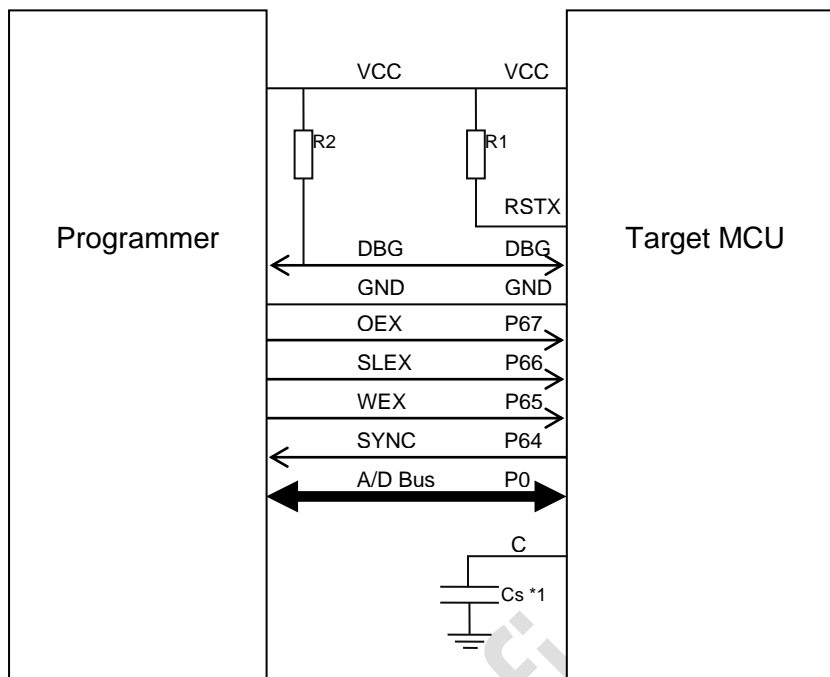 VCC VCC
R2 R1
RSTX
Programmer Target MCU
DBG DBG
GND GND
OEX P67
SLEX P66
WEX P65
SYNC P64
A/D Bus P0
C
Cs *1